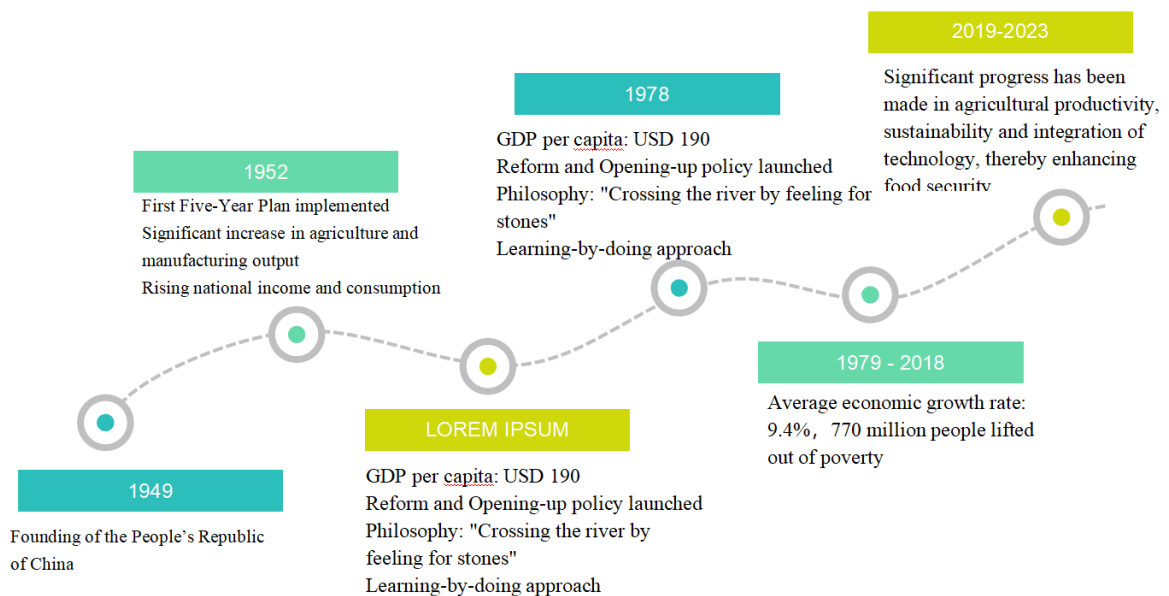 1949
Founding of the People’s Republic
of China
1952
First Five-Year Plan implemented
Significant increase in agriculture and
manufacturing output
Rising national income and consumption
LOREM IPSUM
GDP per capita: USD 190
Reform and Opening-up policy launched
Philosophy: "Crossing the river by
feeling for stones"
Learning-by-doing approach
1978
GDP per capita: USD 190
Reform and Opening-up policy launched
Philosophy: "Crossing the river by feeling for
stones"
Learning-by-doing approach
1979 - 2018
Average economic growth rate:
9.4%，770 million people lifted
out of poverty
2019-2023
Significant progress has been
made in agricultural productivity,
sustainability and integration of
technology, thereby enhancing
food security